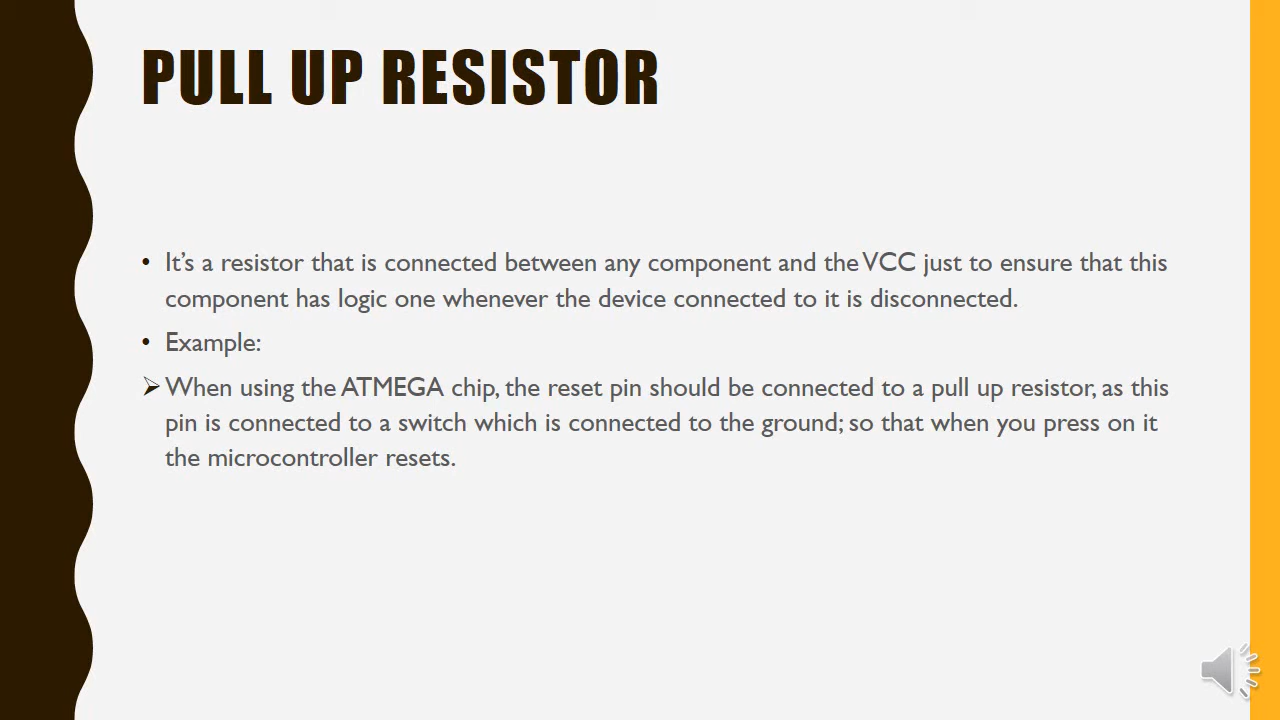 PULL UP RESISTOR
• It’s a resistor that is connected between any component and the VCC just to ensure that this
component has logic one whenever the device connected to it is disconnected.
• Example:
➢ When using the ATMEGA chip, the reset pin should be connected to a pull up resistor, as this
pin is connected to a switch which is connected to the ground; so that when you press on it
the microcontroller resets.